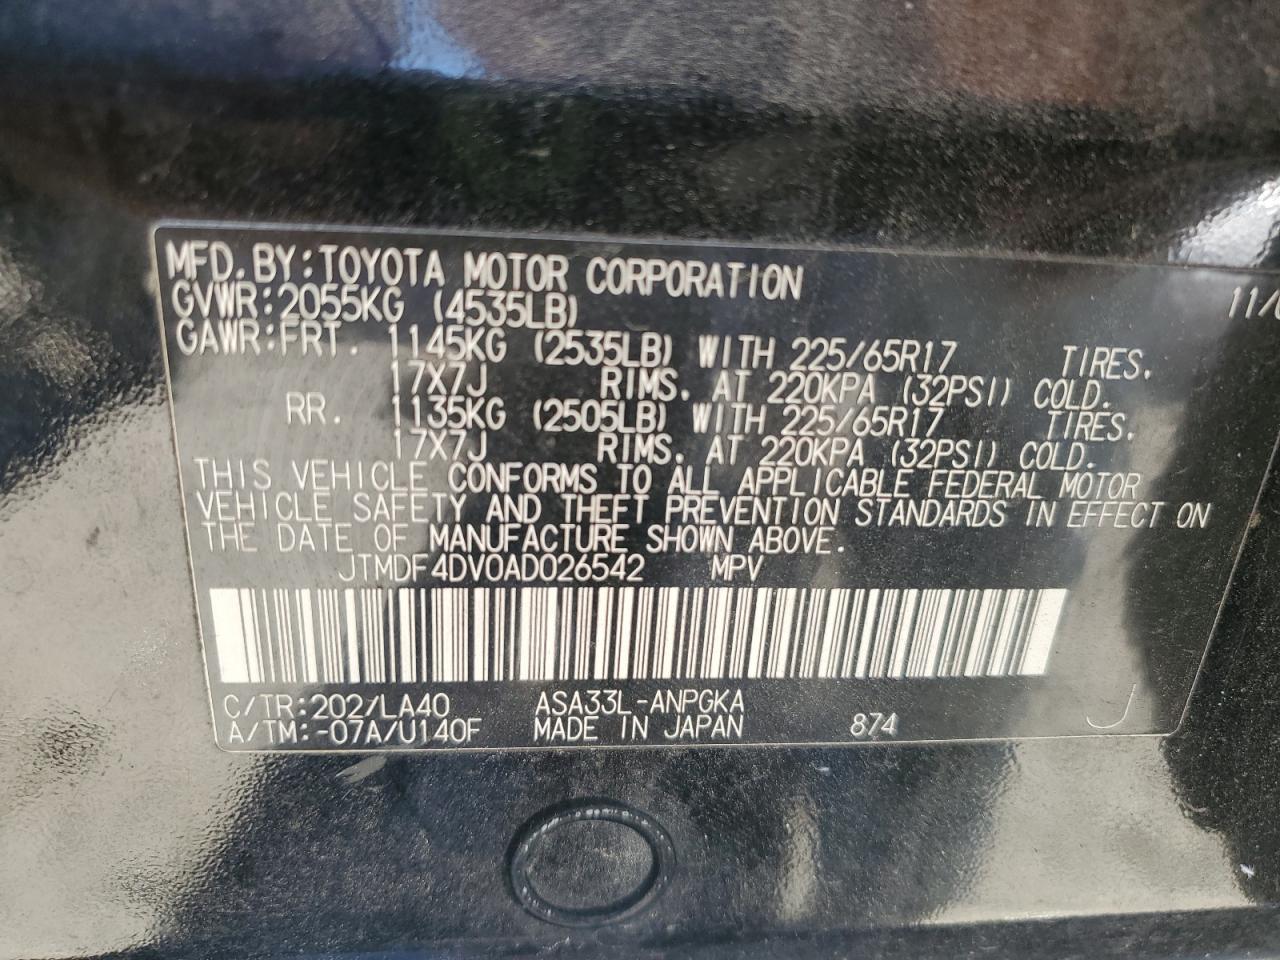 MFD.BY:TOYOTA MOTOR CORPORATION 11/
GVWR:2055KG (4535LB)
GAWR:FRT. 1145KG (2535LB) WITH 225/65R17 TIRES.
17X7J RIMS. AT 220KPA (32PSI) COLD.
RR. 1135KG (2505LB) WITH 225/65R17 TIRES.
17X7J RIMS. AT 220KPA (32PSI) COLD.
THIS VEHICLE CONFORMS TO ALL APPLICABLE FEDERAL MOTOR
VEHICLE SAFETY AND THEFT PREVENTION STANDARDS IN EFFECT ON
THE DATE OF MANUFACTURE SHOWN ABOVE.
JTMDF4DV0AD026542 MPV
C/TR:202/LA40 ASA33L-ANPGKA
A/TM:-07A/U140F MADE IN JAPAN 874 J